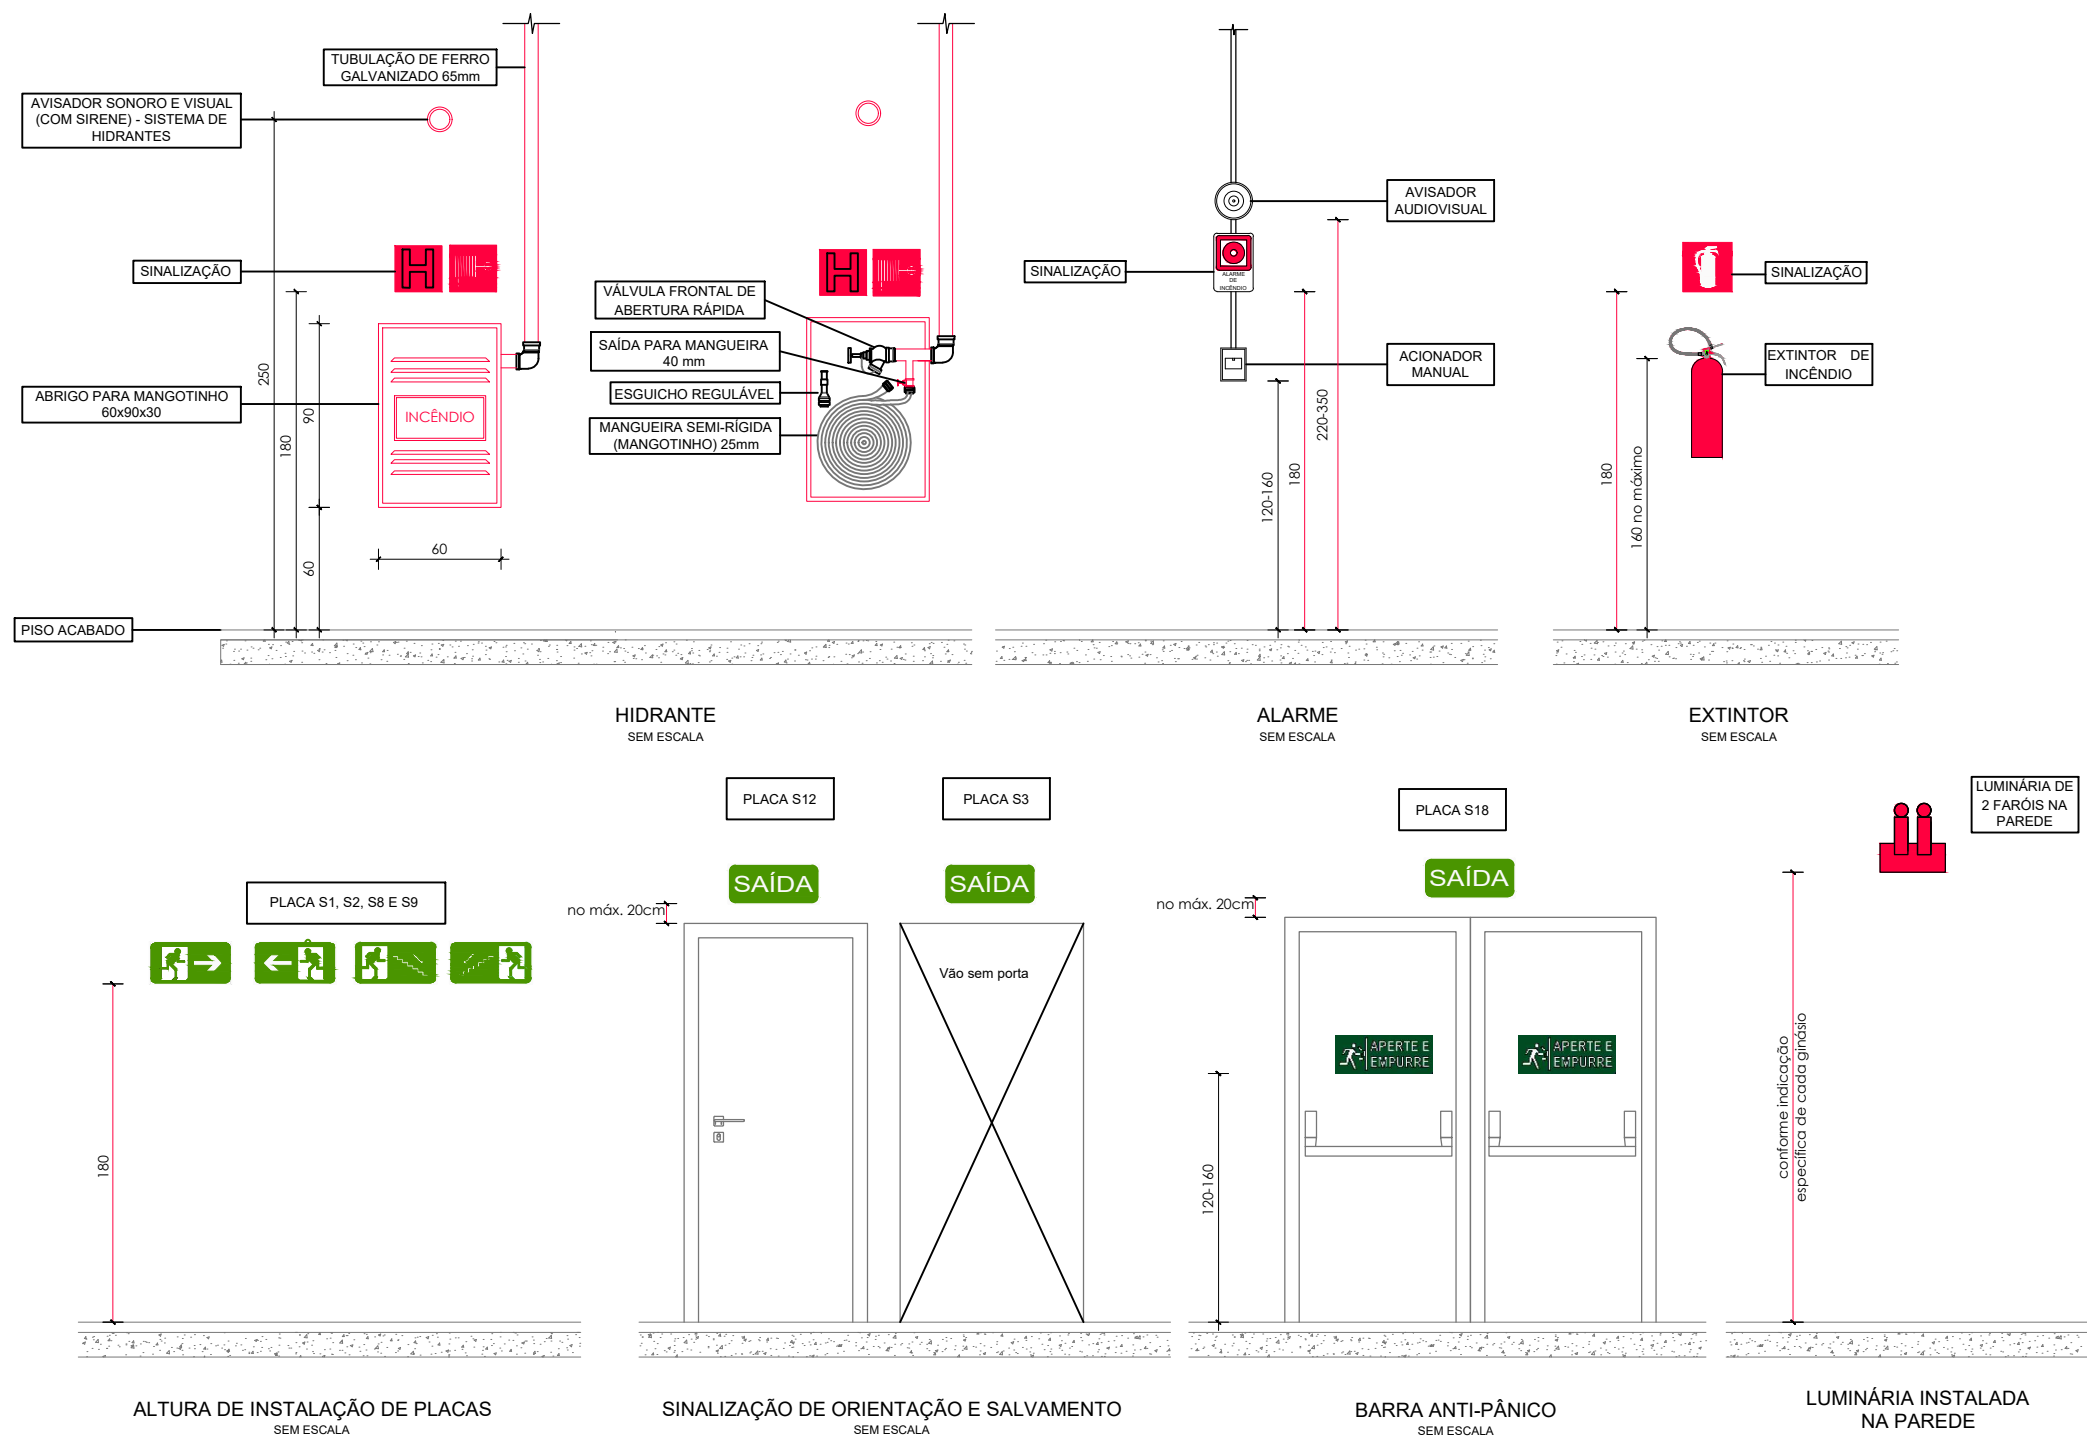 TUBULAÇÃO DE FERRO
GALVANIZADO 65mm
AVISADOR SONORO E VISUAL
(COM SIRENE) - SISTEMA DE
HIDRANTES
SINALIZAÇÃO
ABRIGO PARA MANGOTINHO
60x90x30
PISO ACABADO
250
180
90
60
60
H
INCÊNDIO
H
VÁLVULA FRONTAL DE
ABERTURA RÁPIDA
SAÍDA PARA MANGUEIRA
40 mm
ESGUICHO REGULÁVEL
MANGUEIRA SEMI-RÍGIDA
(MANGOTINHO) 25mm
HIDRANTE
SEM ESCALA
AVISADOR
AUDIOVISUAL
SINALIZAÇÃO
ALARME
DE
INCÊNDIO
ACIONADOR
MANUAL
120-160
180
220-350
ALARME
SEM ESCALA
SINALIZAÇÃO
EXTINTOR DE
INCÊNDIO
180
160 no máximo
EXTINTOR
SEM ESCALA
PLACA S1, S2, S8 E S9
180
ALTURA DE INSTALAÇÃO DE PLACAS
SEM ESCALA
PLACA S12
PLACA S3
SAÍDA
SAÍDA
no máx. 20cm
Vão sem porta
SINALIZAÇÃO DE ORIENTAÇÃO E SALVAMENTO
SEM ESCALA
PLACA S18
SAÍDA
no máx. 20cm
APERTE E
EMPURRE
APERTE E
EMPURRE
120-160
BARRA ANTI-PÂNICO
SEM ESCALA
LUMINÁRIA DE
2 FARÓIS NA
PAREDE
conforme indicação
específica de cada ginásio
LUMINÁRIA INSTALADA
NA PAREDE